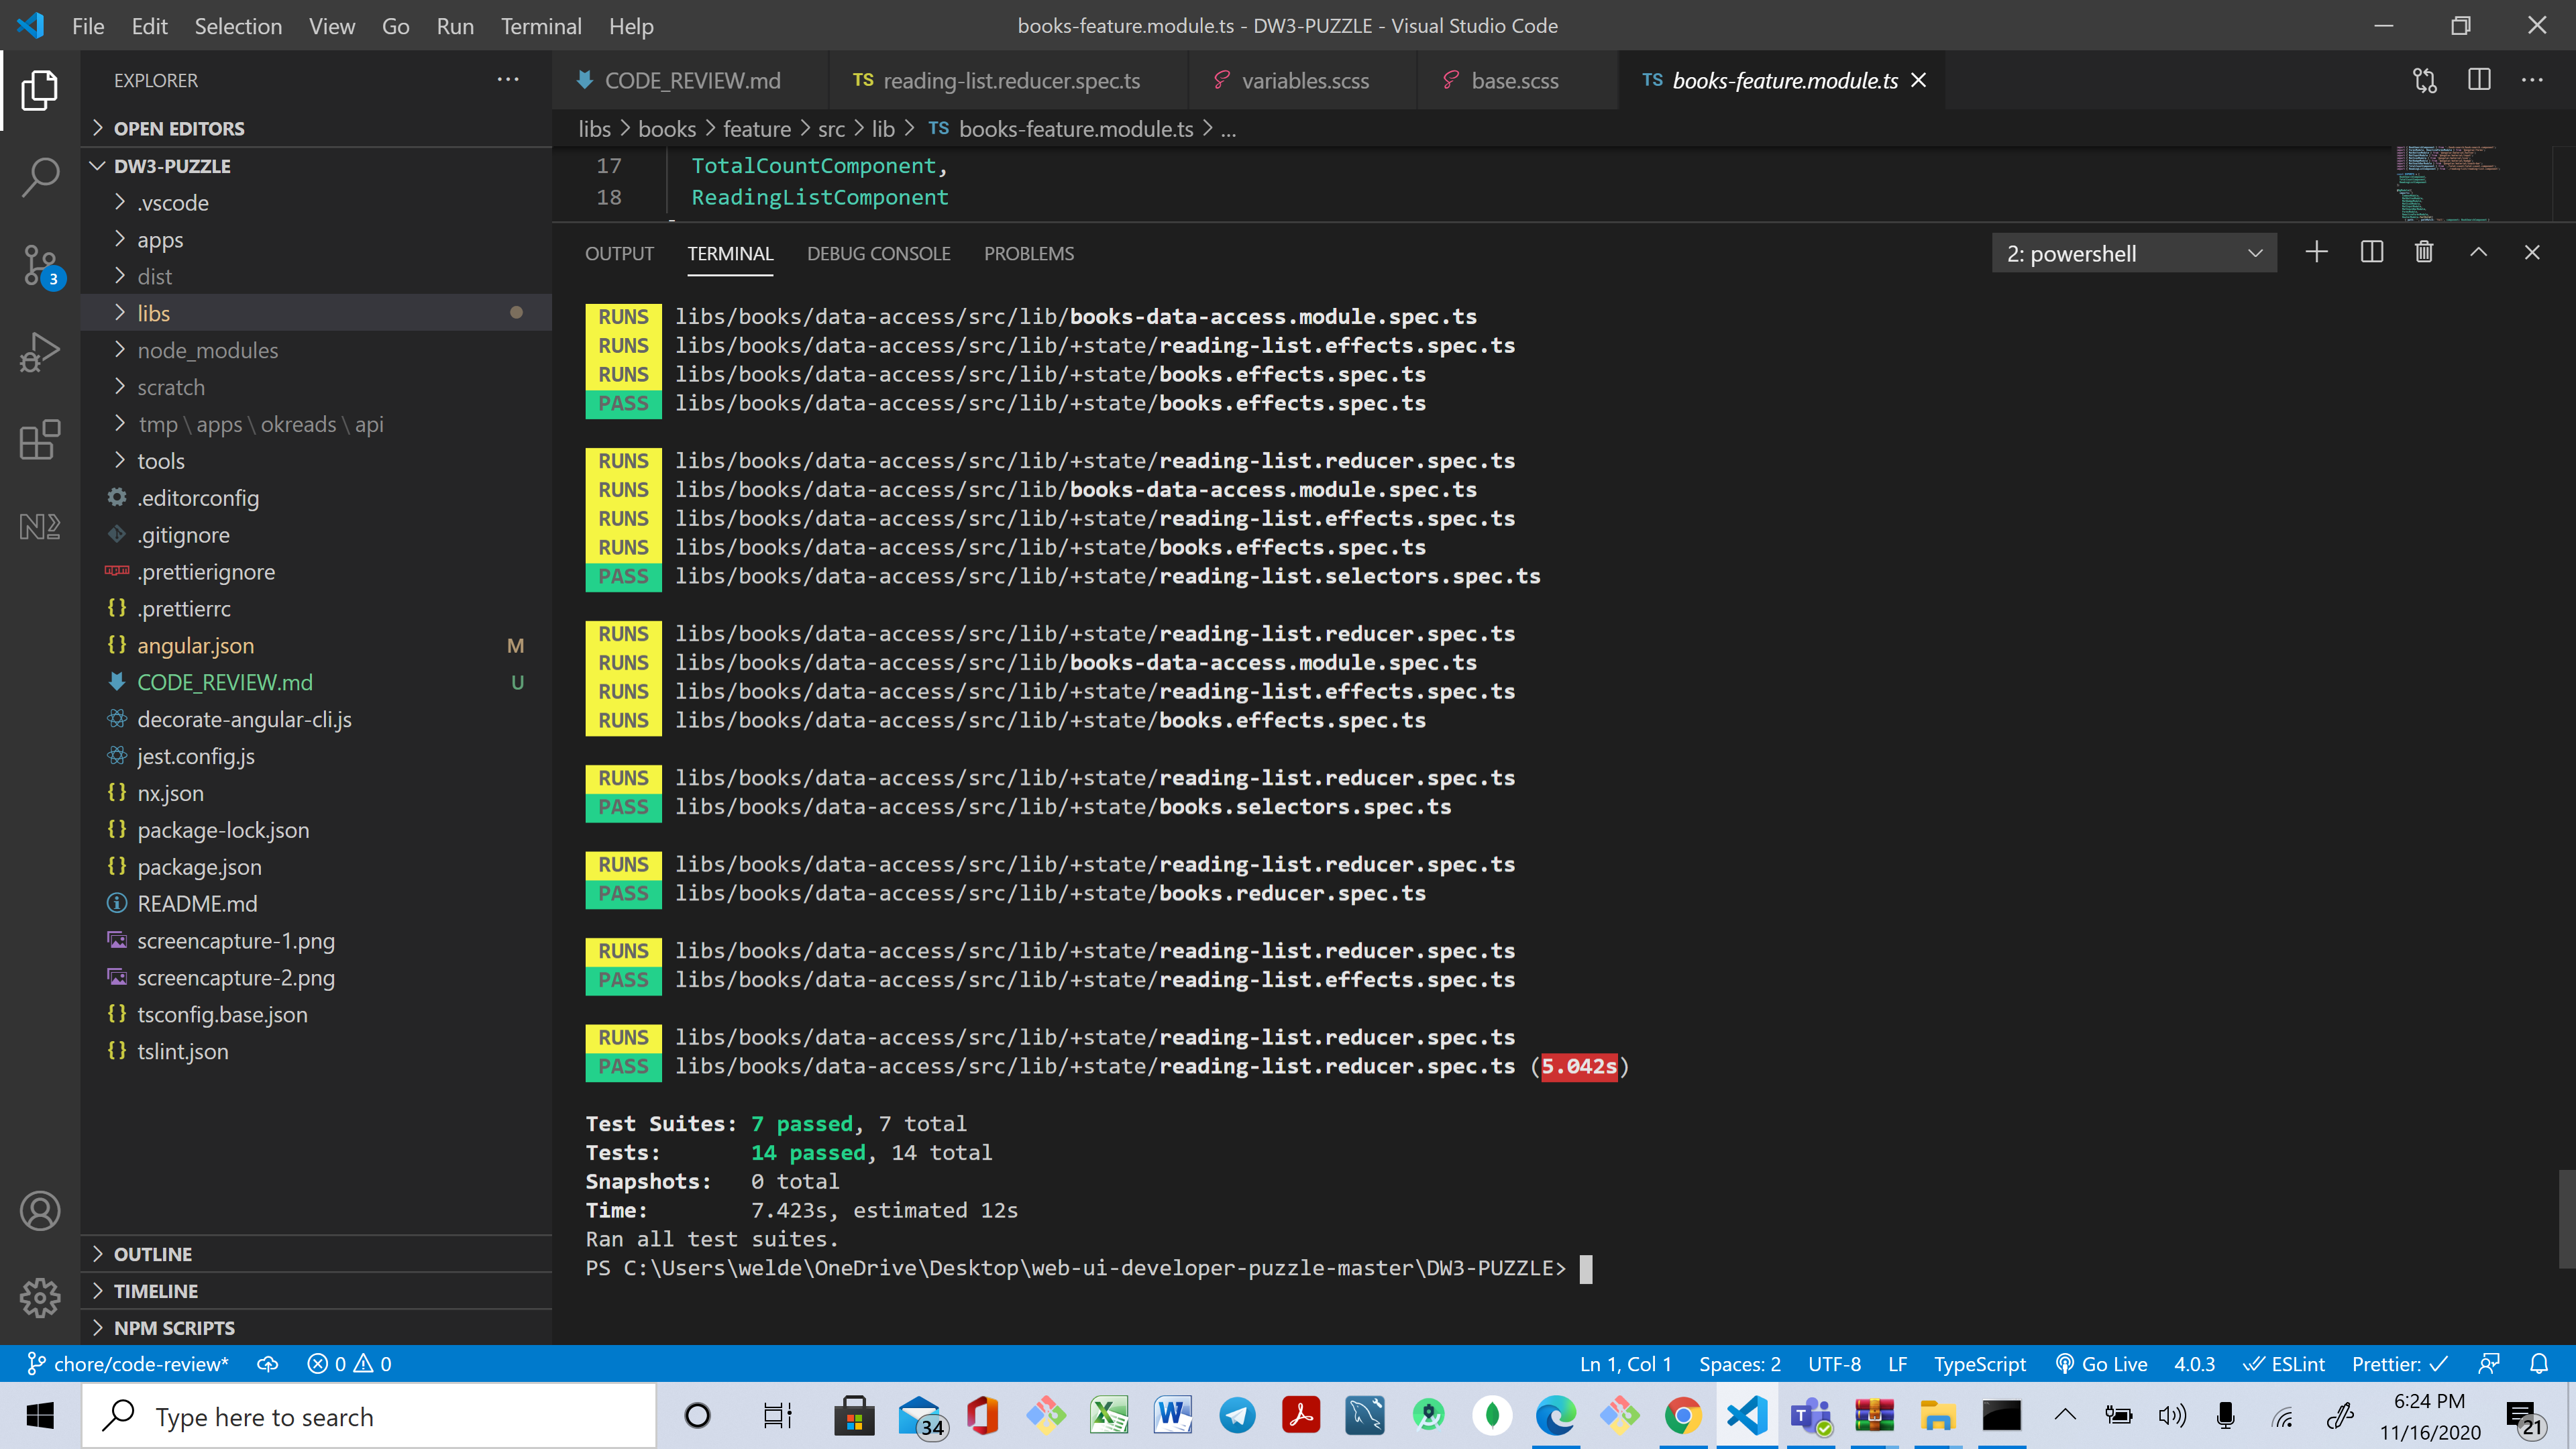 File Edit Selection View Go Run Terminal Help
books-feature.module.ts - DW3-PUZZLE - Visual Studio Code
EXPLORER
OPEN EDITORS
DW3-PUZZLE
.vscode
apps
dist
libs
node_modules
scratch
tmp \ apps \ okreads \ api
tools
.editorconfig
.gitignore
.prettierignore
.prettierrc
angular.json M
CODE_REVIEW.md U
decorate-angular-cli.js
jest.config.js
nx.json
package-lock.json
package.json
README.md
screencapture-1.png
screencapture-2.png
tsconfig.base.json
tslint.json
OUTLINE
TIMELINE
NPM SCRIPTS
3
CODE_REVIEW.md TS reading-list.reducer.spec.ts variables.scss base.scss TS books-feature.module.ts
libs > books > feature > src > lib > TS books-feature.module.ts > ...
17 TotalCountComponent,
18 ReadingListComponent
OUTPUT TERMINAL DEBUG CONSOLE PROBLEMS 2: powershell
RUNS libs/books/data-access/src/lib/books-data-access.module.spec.ts
RUNS libs/books/data-access/src/lib/+state/reading-list.effects.spec.ts
RUNS libs/books/data-access/src/lib/+state/books.effects.spec.ts
PASS libs/books/data-access/src/lib/+state/books.effects.spec.ts
RUNS libs/books/data-access/src/lib/+state/reading-list.reducer.spec.ts
RUNS libs/books/data-access/src/lib/books-data-access.module.spec.ts
RUNS libs/books/data-access/src/lib/+state/reading-list.effects.spec.ts
RUNS libs/books/data-access/src/lib/+state/books.effects.spec.ts
PASS libs/books/data-access/src/lib/+state/reading-list.selectors.spec.ts
RUNS libs/books/data-access/src/lib/+state/reading-list.reducer.spec.ts
RUNS libs/books/data-access/src/lib/books-data-access.module.spec.ts
RUNS libs/books/data-access/src/lib/+state/reading-list.effects.spec.ts
RUNS libs/books/data-access/src/lib/+state/books.effects.spec.ts
RUNS libs/books/data-access/src/lib/+state/reading-list.reducer.spec.ts
PASS libs/books/data-access/src/lib/+state/books.selectors.spec.ts
RUNS libs/books/data-access/src/lib/+state/reading-list.reducer.spec.ts
PASS libs/books/data-access/src/lib/+state/books.reducer.spec.ts
RUNS libs/books/data-access/src/lib/+state/reading-list.reducer.spec.ts
PASS libs/books/data-access/src/lib/+state/reading-list.effects.spec.ts
RUNS libs/books/data-access/src/lib/+state/reading-list.reducer.spec.ts
PASS libs/books/data-access/src/lib/+state/reading-list.reducer.spec.ts (5.042s)
Test Suites: 7 passed, 7 total
Tests: 14 passed, 14 total
Snapshots: 0 total
Time: 7.423s, estimated 12s
Ran all test suites.
PS C:\Users\welde\OneDrive\Desktop\web-ui-developer-puzzle-master\DW3-PUZZLE>
chore/code-review* 0 0 Ln 1, Col 1 Spaces: 2 UTF-8 LF TypeScript Go Live 4.0.3 ESLint Prettier: ✓
Type here to search
34
6:24 PM
11/16/2020
21